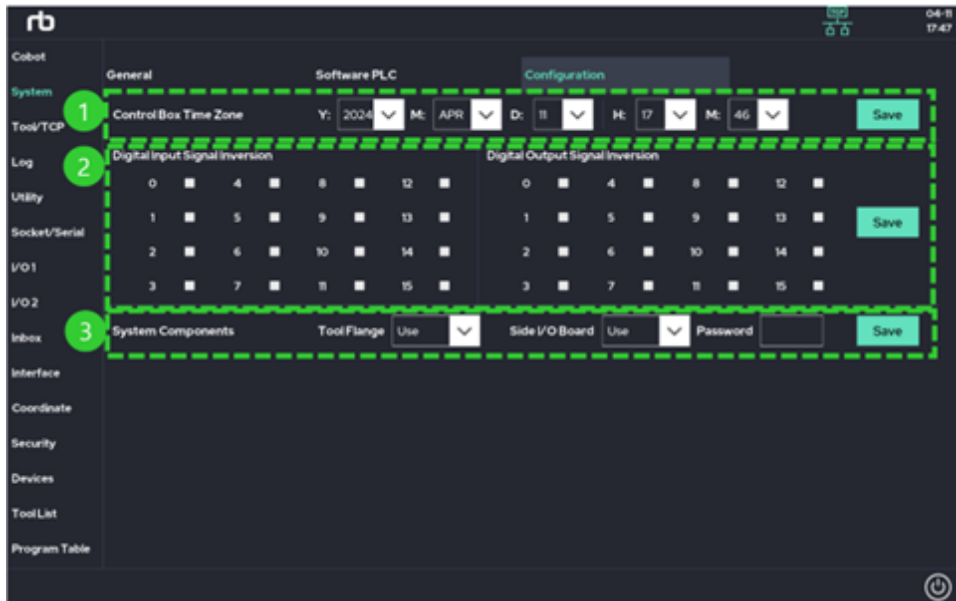 rb
TCP
04-11
17:47
Cobot
System
Tool/TCP
Log
Utility
Socket/Serial
I/O 1
I/O 2
Inbox
Interface
Coordinate
Security
Devices
Tool List
Program Table
General Software PLC Configuration
1 Control Box Time Zone Y: 2024 M: APR D: 11 H: 17 M: 46 Save
2 Digital Input Signal Inversion Digital Output Signal Inversion
0 4 8 12 0 4 8 12
1 5 9 13 1 5 9 13 Save
2 6 10 14 2 6 10 14
3 7 11 15 3 7 11 15
3 System Components Tool Flange Use Side I/O Board Use Password Save